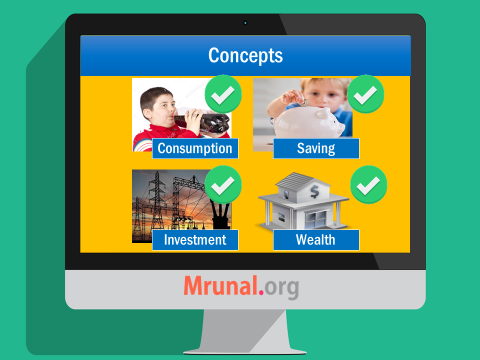 Concepts
Consumption
Saving
Investment
$
Wealth
Mrunal.org